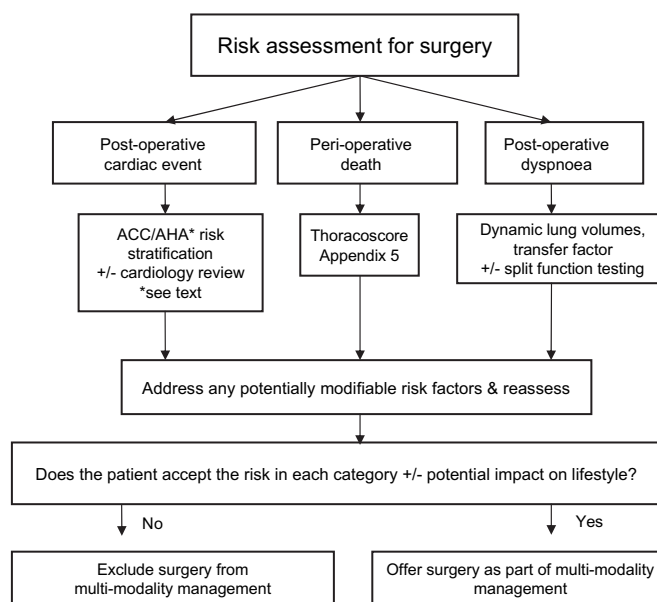 Risk assessment for surgery
Post-operative
cardiac event
Peri-operative
death
Post-operative
dyspnoea
ACC/AHA* risk
stratification
+/- cardiology review
*see text
Thoracoscore
Appendix 5
Dynamic lung volumes,
transfer factor
+/- split function testing
Address any potentially modifiable risk factors & reassess
Does the patient accept the risk in each category +/- potential impact on lifestyle?
No
Yes
Exclude surgery from
multi-modality management
Offer surgery as part of multi-modality
management